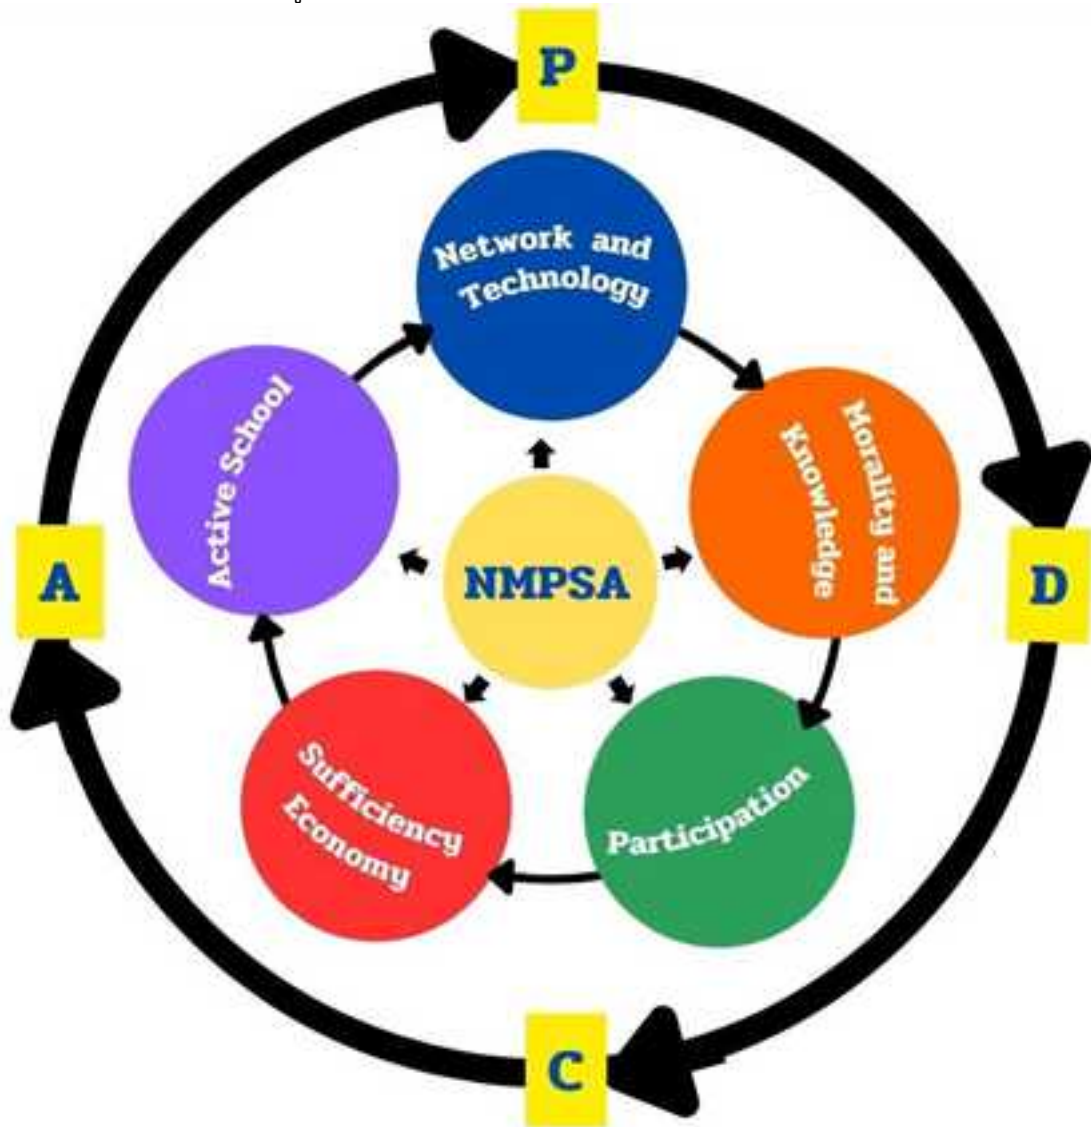 P
Network and
Technology
Morality and
Knowledge
Active School
A
NMPSA
D
Sufficiency
Economy
Participation
C